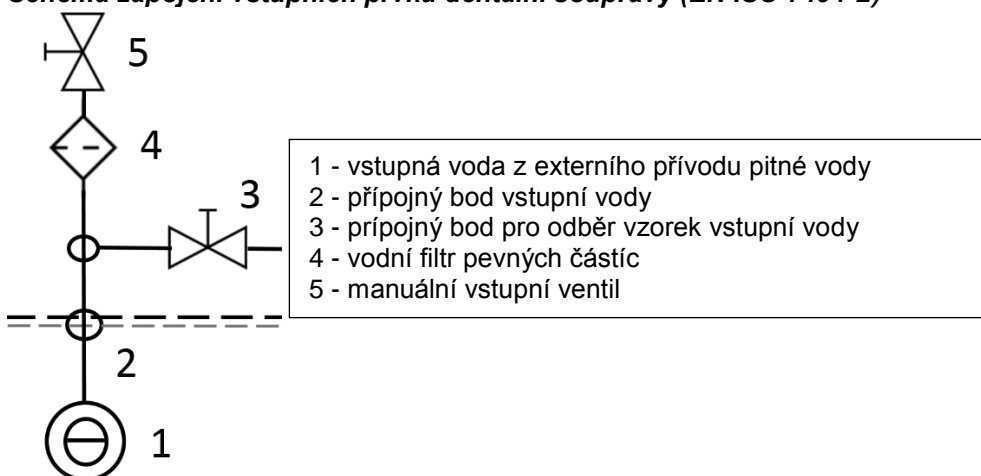 Schéma zapojení vstupních prvků dentální soupravy (EN ISO 7494-2)
5
4
3
1 - vstupná voda z externího přívodu pitné vody
2 - přípojný bod vstupní vody
3 - prípojný bod pro odběr vzorek vstupní vody
4 - vodní filtr pevných částíc
5 - manuální vstupní ventil
2
1